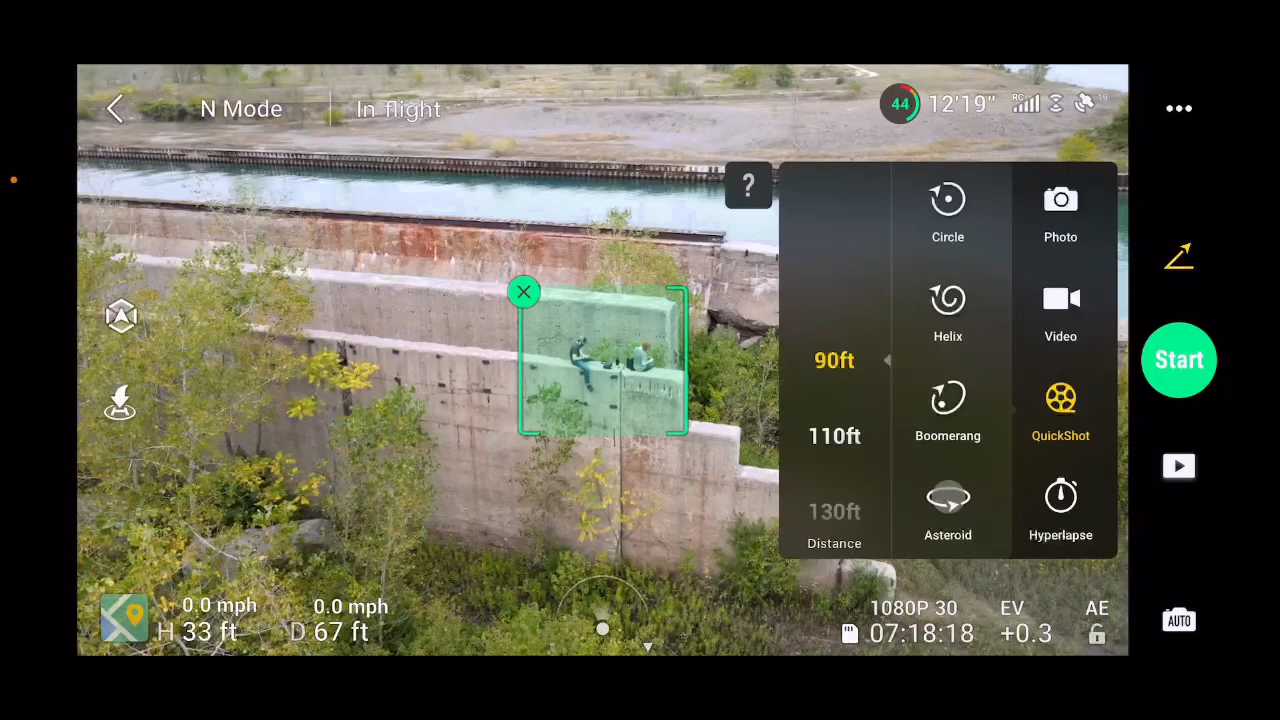 N Mode
In flight
44
12'19"
RC
19
?
Circle
Photo
Helix
Video
90ft
Start
110ft
Boomerang
QuickShot
130ft
Distance
Asteroid
Hyperlapse
0.0 mph
0.0 mph
H 33 ft
D 67 ft
1080P 30
EV
AE
07:18:18
+0.3
AUTO